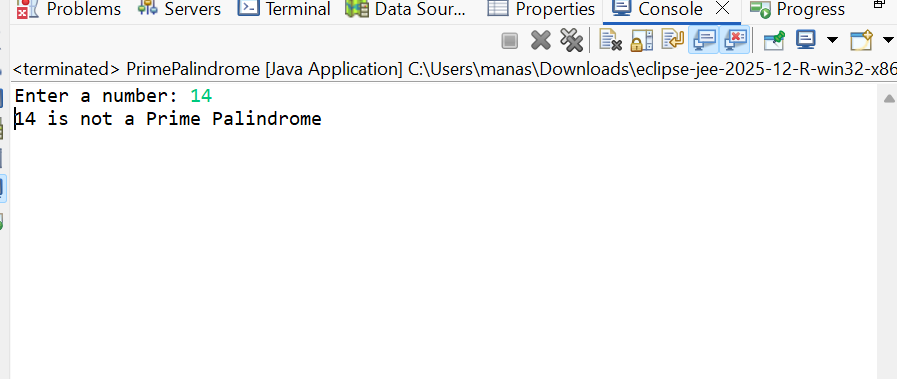 Problems Servers Terminal Data Sour... Properties Console Progress
<terminated> PrimePalindrome [Java Application] C:\Users\manas\Downloads\eclipse-jee-2025-12-R-win32-x86
Enter a number: 14
14 is not a Prime Palindrome